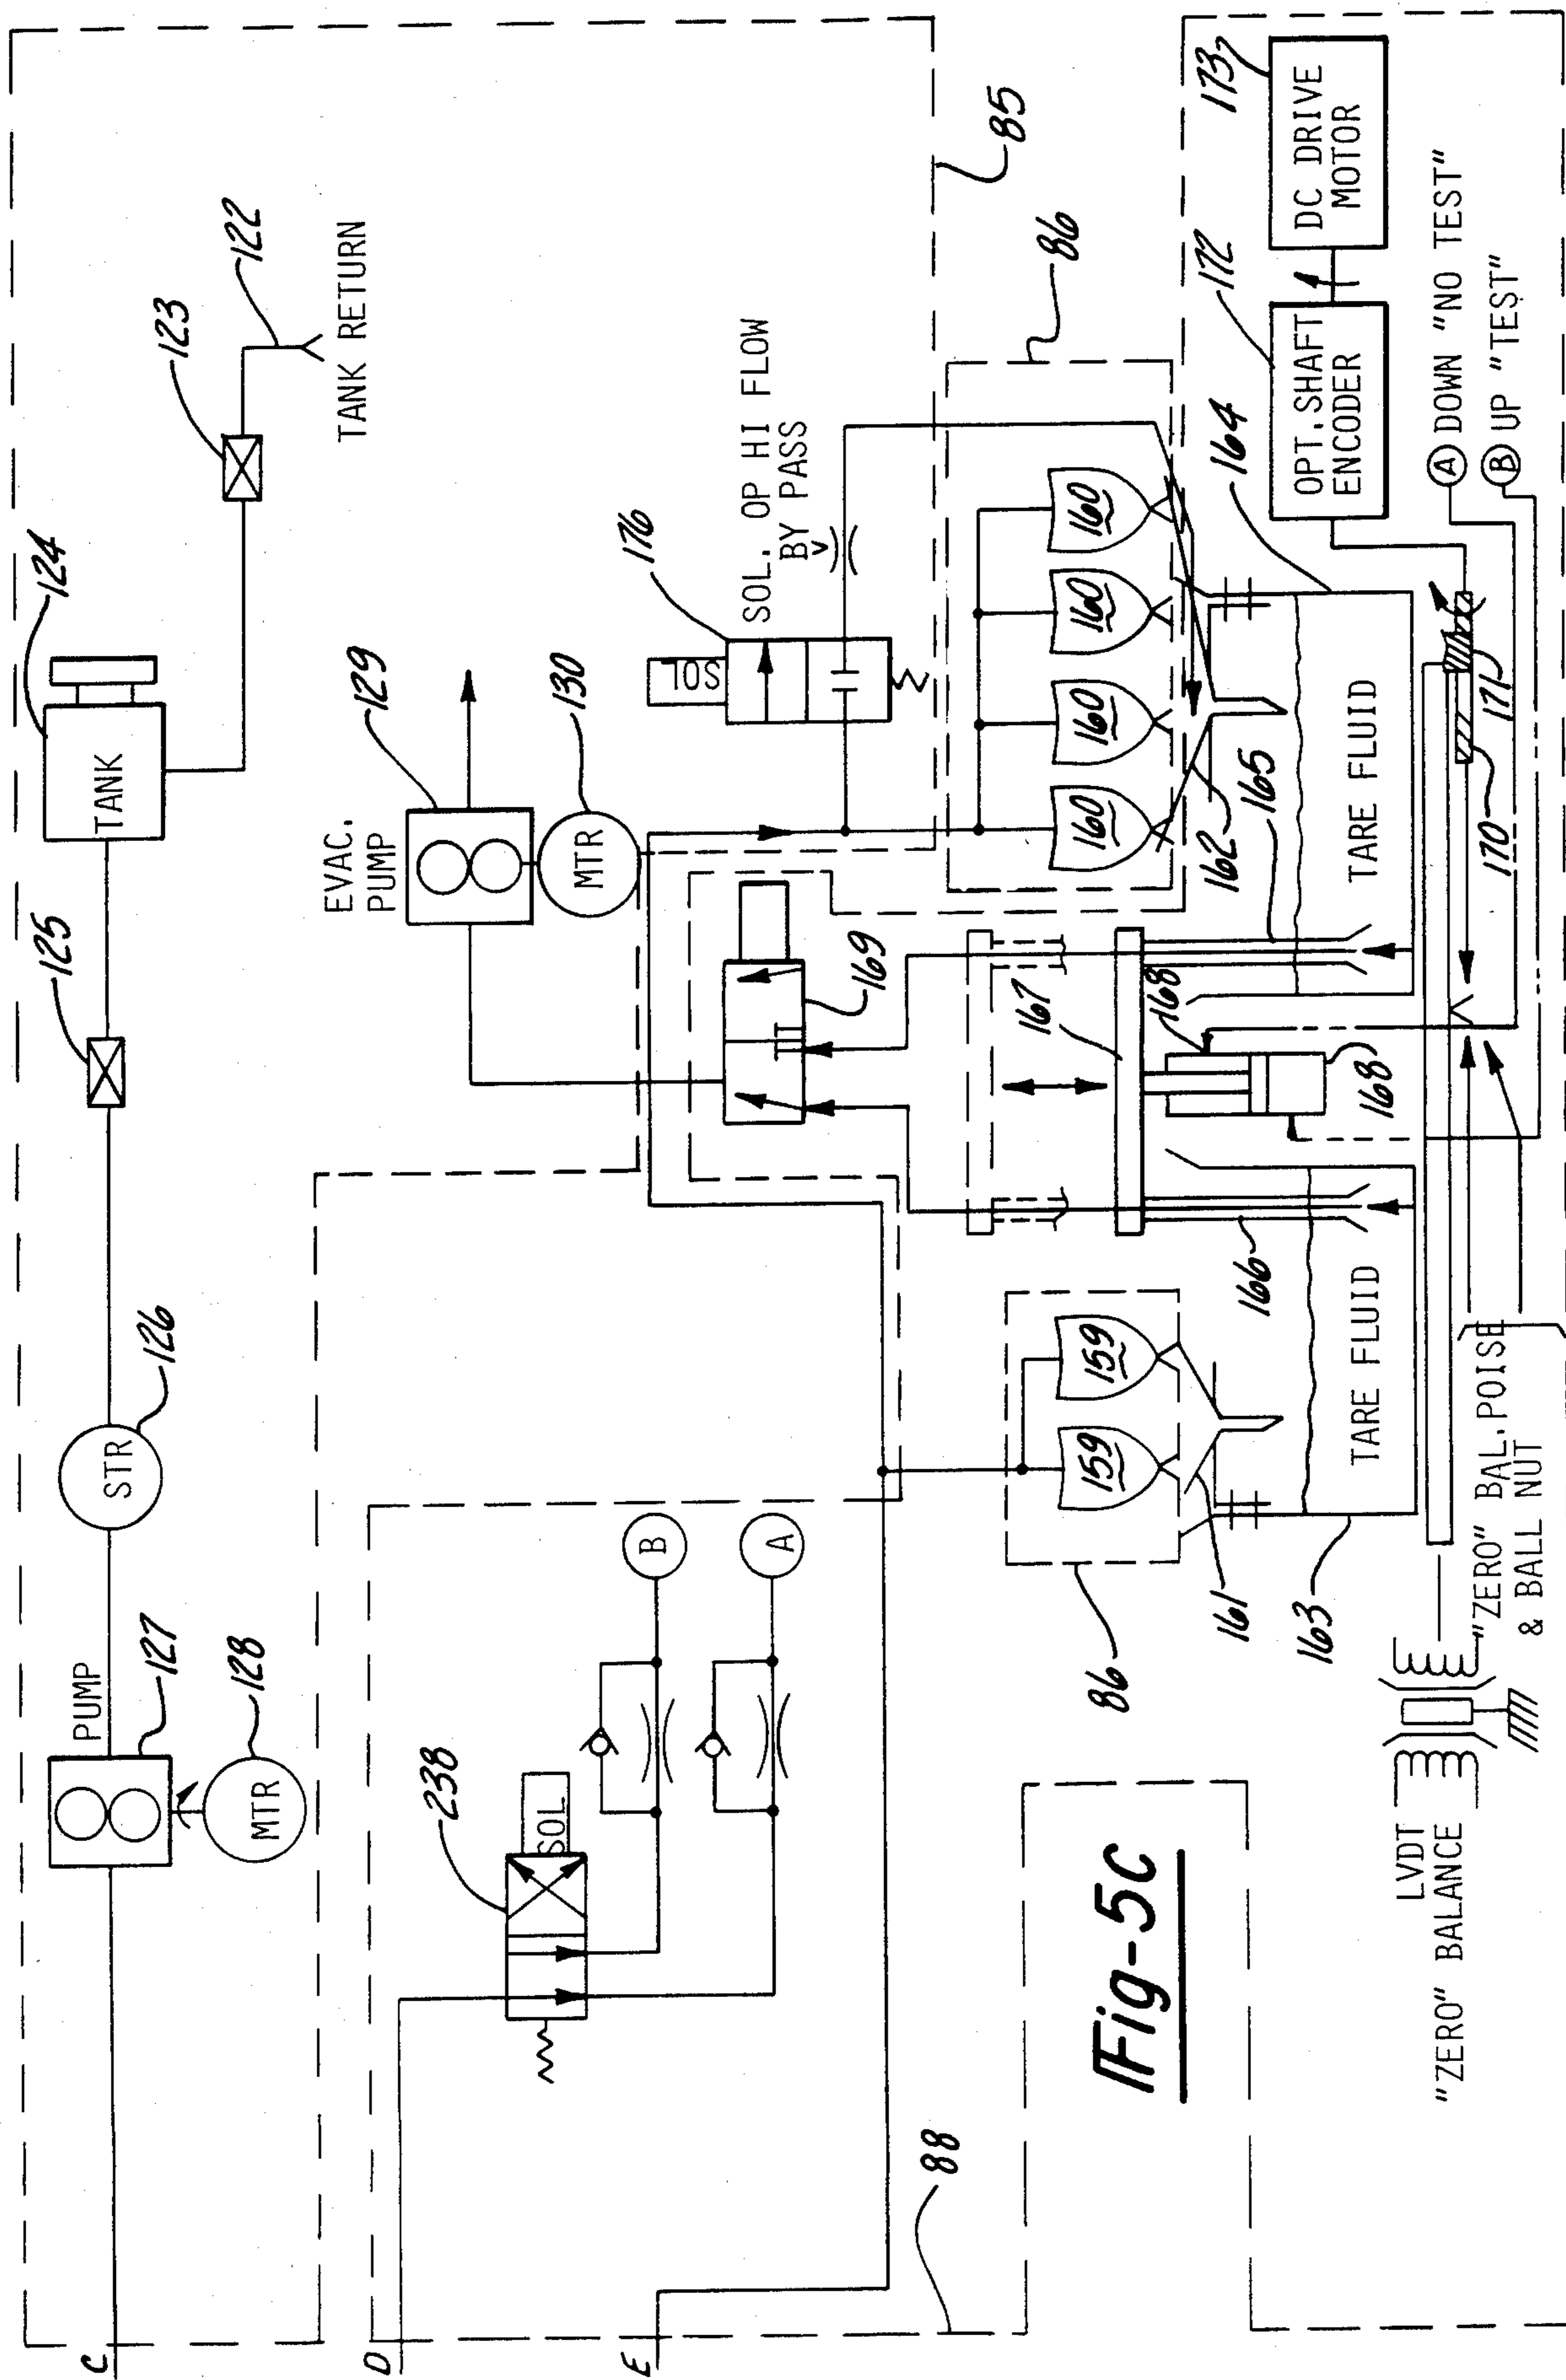 C
PUMP
127
MTR
128
STR
126
125
TANK
124
123
122
TANK RETURN
D
E
238
SOL.
B
A
EVAC.
PUMP
129
MTR
130
169
176
SOL
SOL. OP HI FLOW
BY PASS
85
88
86
159
159
161
163
TARE FLUID
166
167
168
168
160
160
160
160
86
162
165
TARE FLUID
164
172
OPT. SHAFT
ENCODER
173
DC DRIVE
MOTOR
A DOWN "NO TEST"
B UP "TEST"
170
171
LVDT
"ZERO" BALANCE
"ZERO" BAL. POISE
& BALL NUT
Fig-5C